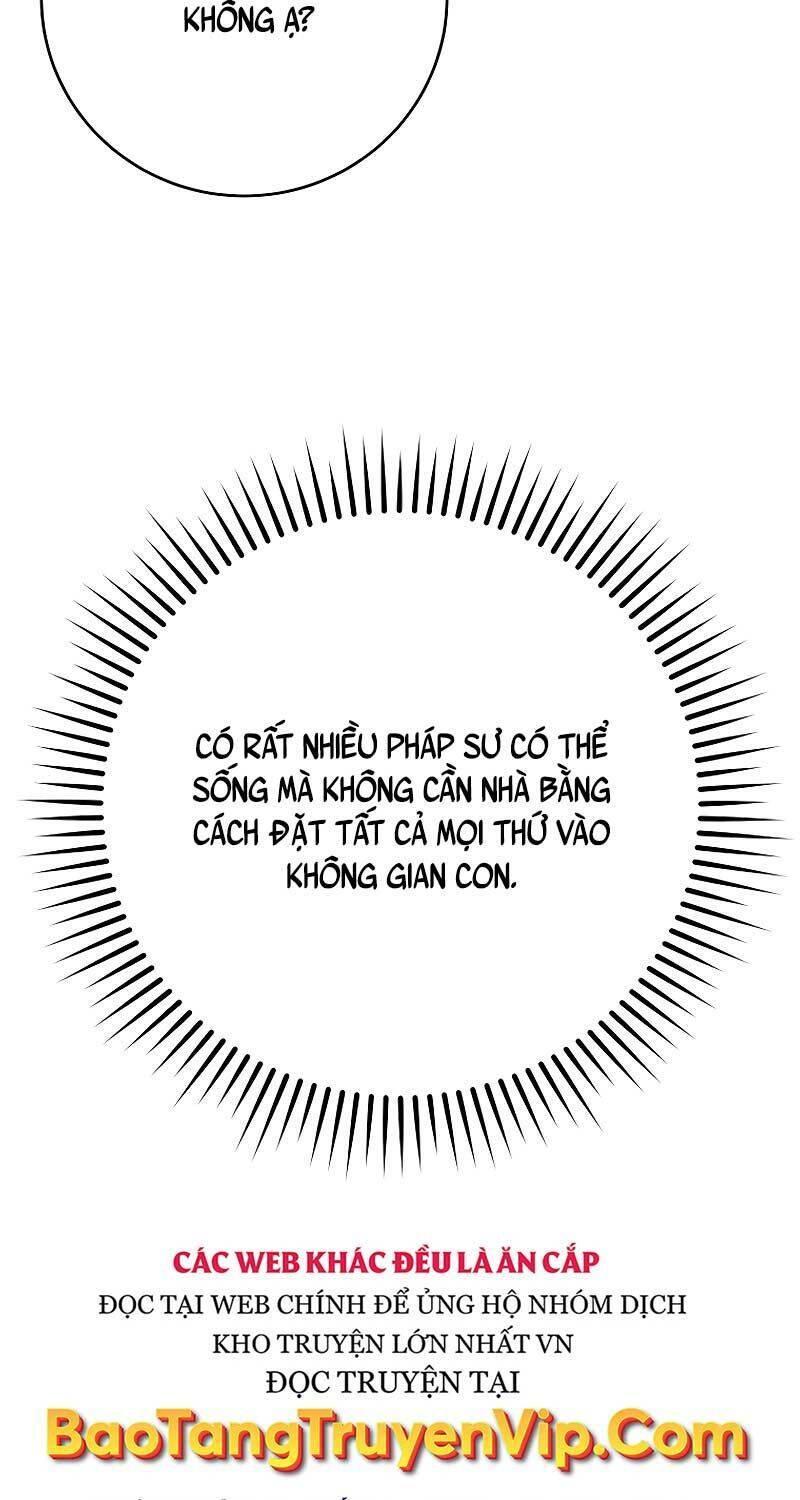 KHÔNG Ạ?
CÓ RẤT NHIỀU PHÁP SƯ CÓ THỂ
SỐNG MÀ KHÔNG CẦN NHÀ BẰNG
CÁCH ĐẶT TẤT CẢ MỌI THỨ VÀO
KHÔNG GIAN CON.
CÁC WEB KHÁC ĐỀU LÀ ĂN CẮP
ĐỌC TẠI WEB CHÍNH ĐỂ ỦNG HỘ NHÓM DỊCH
KHO TRUYỆN LỚN NHẤT VN
ĐỌC TRUYỆN TẠI
BaoTangTruyenVip.Com